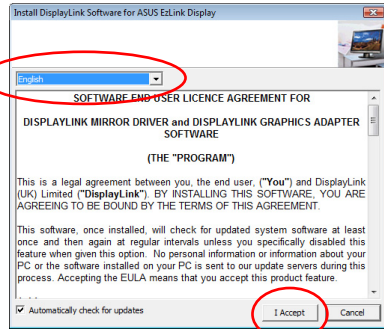 Install DisplayLink Software for ASUS EzLink Display
English
SOFTWARE END USER LICENCE AGREEMENT FOR
DISPLAYLINK MIRROR DRIVER and DISPLAYLINK GRAPHICS ADAPTER
SOFTWARE
(THE "PROGRAM")
This is a legal agreement between you, the end user, ("You") and DisplayLink
(UK) Limited ("DisplayLink"). BY INSTALLING THIS SOFTWARE, YOU ARE
AGREEING TO BE BOUND BY THE TERMS OF THIS AGREEMENT.
This software, once installed, will check for updated system software at least
once and then again at regular intervals unless you specifically disabled this
feature when given this option. No personal information or information about your
PC or the software installed on your PC is sent to our update servers during this
process. Accepting the EULA means that you accept this product feature.
Automatically check for updates
I Accept
Cancel